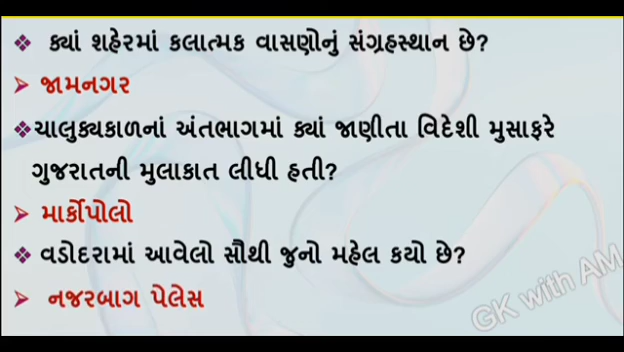 ❖ ક્યાં શહેરમાં કલાત્મક વાસણોનું સંગ્રહસ્થાન છે?
➢ જામનગર
❖ ચાલુક્યકાળનાં અંતભાગમાં ક્યાં જાણીતા વિદેશી મુસાફરે
ગુજરાતની મુલાકાત લીધી હતી?
➢ માર્કોપોલો
❖ વડોદરામાં આવેલો સૌથી જુનો મહેલ કયો છે?
➢ નજરબાગ પેલેસ
GK with AM